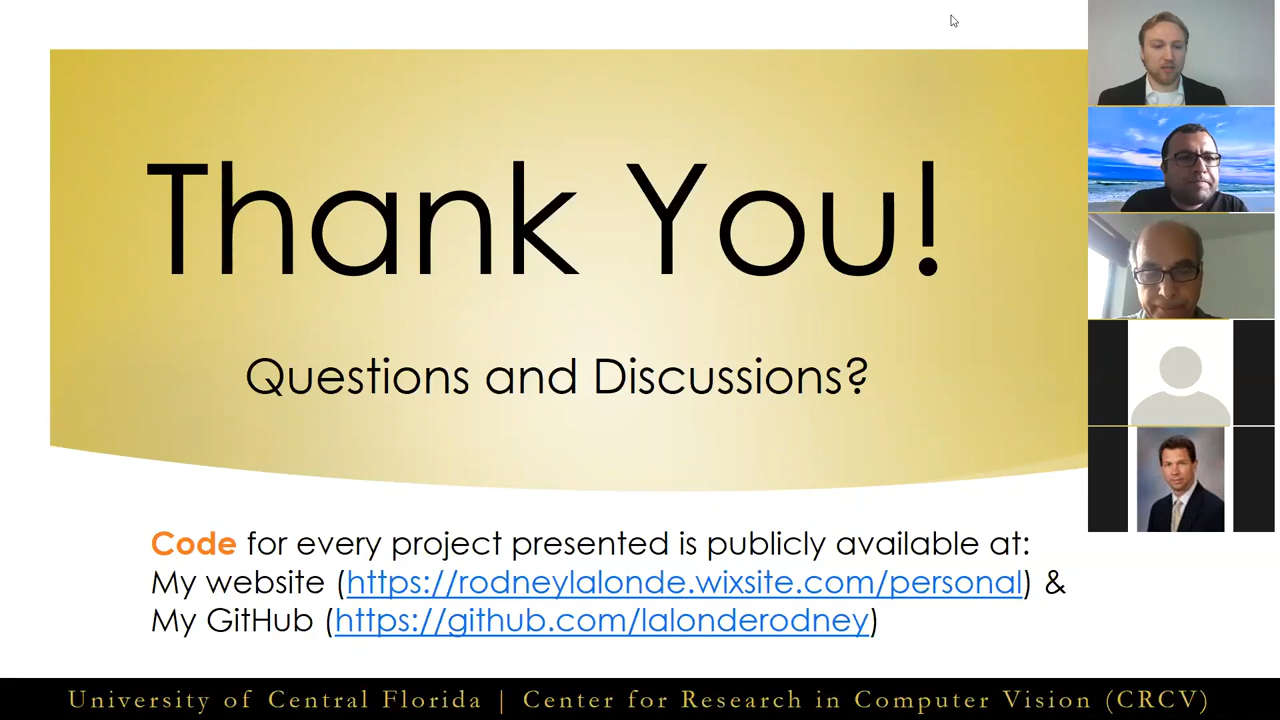 Thank You!
Questions and Discussions?
Code for every project presented is publicly available at:
My website (https://rodneylalonde.wixsite.com/personal) &
My GitHub (https://github.com/lalonderodney)
University of Central Florida | Center for Research in Computer Vision (CRCV)